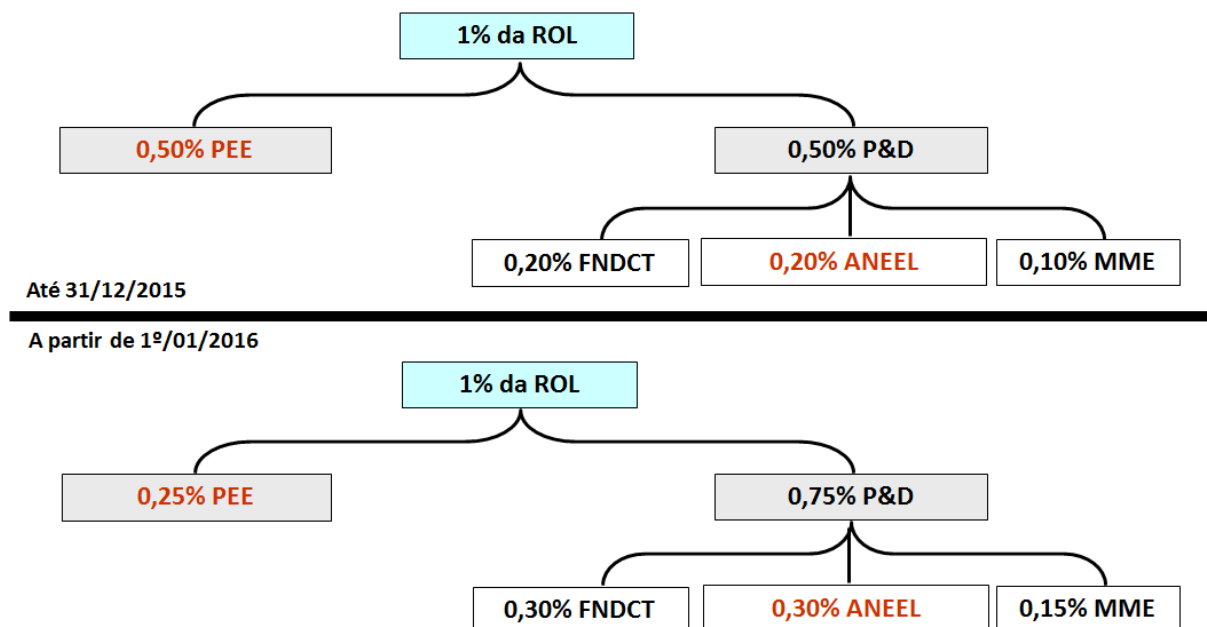 1% da ROL
0,50% PEE
0,50% P&D
0,20% FNDCT
0,20% ANEEL
0,10% MME
Até 31/12/2015
A partir de 1º/01/2016
1% da ROL
0,25% PEE
0,75% P&D
0,30% FNDCT
0,30% ANEEL
0,15% MME